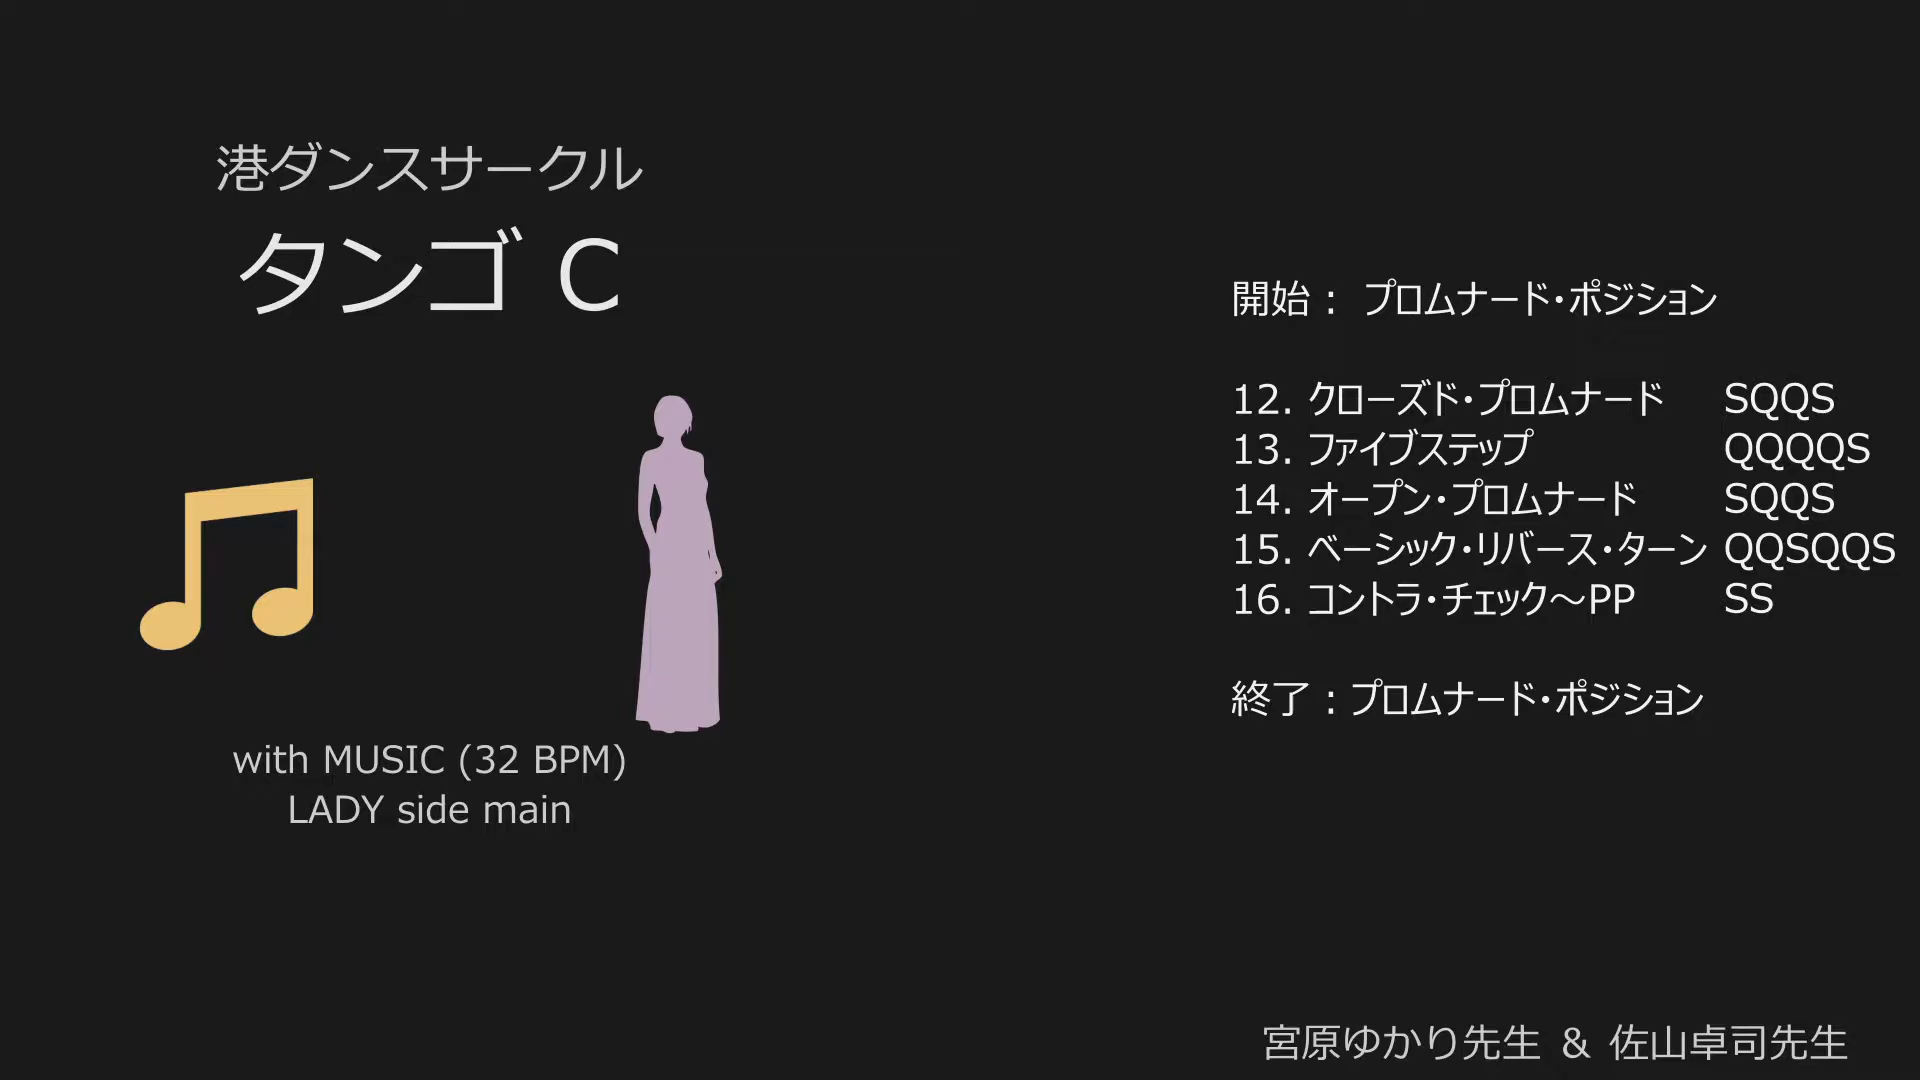 港ダンスサークル
タンゴ C
with MUSIC (32 BPM)
LADY side main
開始： プロムナード・ポジション
12. クローズド・プロムナード SQQS
13. ファイブステップ QQQQS
14. オープン・プロムナード SQQS
15. ベーシック・リバース・ターン QQSQQS
16. コントラ・チェック～PP SS
終了：プロムナード・ポジション
宮原ゆかり先生 & 佐山卓司先生